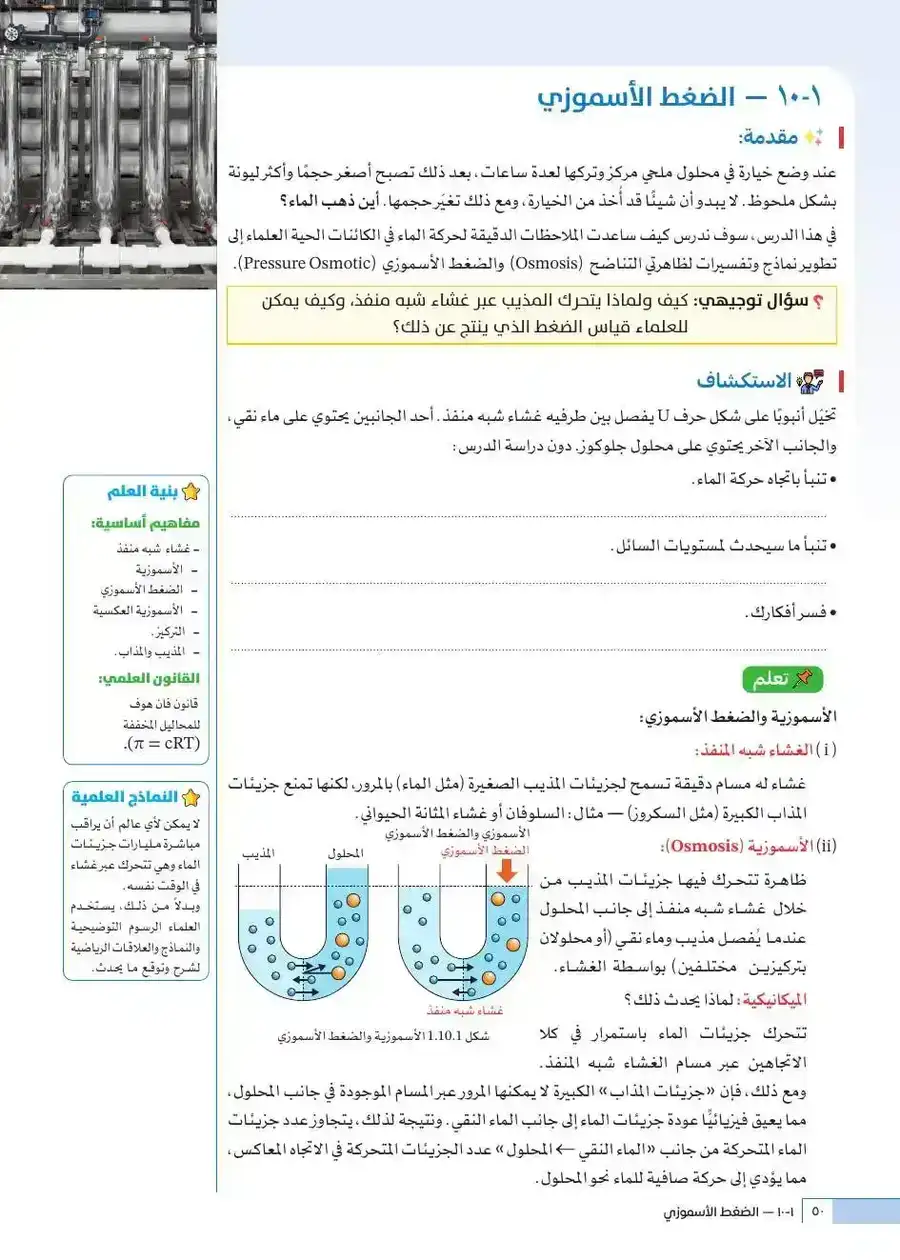 ١-١٠ — الضغط الأسموزي
مقدمة:
عند وضع خيارة في محلول ملحي مركز وتركها لعدة ساعات، بعد ذلك تصبح أصغر حجمًا وأكثر ليونة
بشكل ملحوظ. لا يبدو أن شيئًا قد أُخذ من الخيارة، ومع ذلك تغيَر حجمها. أين ذهب الماء؟
في هذا الدرس، سوف ندرس كيف ساعدت الملاحظات الدقيقة لحركة الماء في الكائنات الحية العلماء إلى
تطوير نماذج وتفسيرات لظاهرتي التناضح (Osmosis) والضغط الأسموزي (Pressure Osmotic).
؟ سؤال توجيهي: كيف ولماذا يتحرك المذيب عبر غشاء شبه منفذ، وكيف يمكن
للعلماء قياس الضغط الذي ينتج عن ذلك؟
الاستكشاف
تخيّل أنبوبًا على شكل حرف U يفصل بين طرفيه غشاء شبه منفذ. أحد الجانبين يحتوي على ماء نقي،
والجانب الآخر يحتوي على محلول جلوكوز. دون دراسة الدرس:
• تنبأ باتجاه حركة الماء.
• تنبأ ما سيحدث لمستويات السائل.
• فسر أفكارك.
تعلم
الأسموزية والضغط الأسموزي:
(i) الغشاء شبه المنفذ:
غشاء له مسام دقيقة تسمح لجزيئات المذيب الصغيرة (مثل الماء) بالمرور، لكنها تمنع جزيئات
المذاب الكبيرة (مثل السكروز) — مثال: السلوفان أو غشاء المثانة الحيواني.
(ii) الأسموزية (Osmosis):
ظاهرة تتحرك فيها جزيئات المذيب من
خلال غشاء شبه منفذ إلى جانب المحلول
عندما يُفصل مذيب وماء نقي (أو محلولان
بتركيزين مختلفين) بواسطة الغشاء.
الميكانيكية: لماذا يحدث ذلك؟
تتحرك جزيئات الماء باستمرار في كلا
الاتجاهين عبر مسام الغشاء شبه المنفذ.
ومع ذلك، فإن «جزيئات المذاب» الكبيرة لا يمكنها المرور عبر المسام الموجودة في جانب المحلول،
مما يعيق فيزيائيًّا عودة جزيئات الماء إلى جانب الماء النقي. ونتيجة لذلك، يتجاوز عدد جزيئات
الماء المتحركة من جانب «الماء النقي ← المحلول» عدد الجزيئات المتحركة في الاتجاه المعاكس،
مما يؤدي إلى حركة صافية للماء نحو المحلول.
الأسموزي والضغط الأسموزي
الضغط الأسموزي
المحلول
المذيب
غشاء شبه منفذ
شكل 1.10.1 الأسموزية والضغط الأسموزي
بنية العلم
مفاهيم أساسية:
- غشاء شبه منفذ
- الأسموزية
- الضغط الأسموزي
- الأسموزية العكسية
- التركيز.
- المذيب والمذاب.
القانون العلمي:
قانون فان هوف
للمحاليل المخففة
(π = cRT).
النماذج العلمية
لا يمكن لأي عالم أن يراقب
مباشرة مليارات جزيئات
الماء وهي تتحرك عبر غشاء
في الوقت نفسه.
وبدلاً من ذلك، يستخدم
العلماء الرسوم التوضيحية
والنماذج والعلاقات الرياضية
لشرح وتوقع ما يحدث.
٥٠
١-١٠ — الضغط الأسموزي